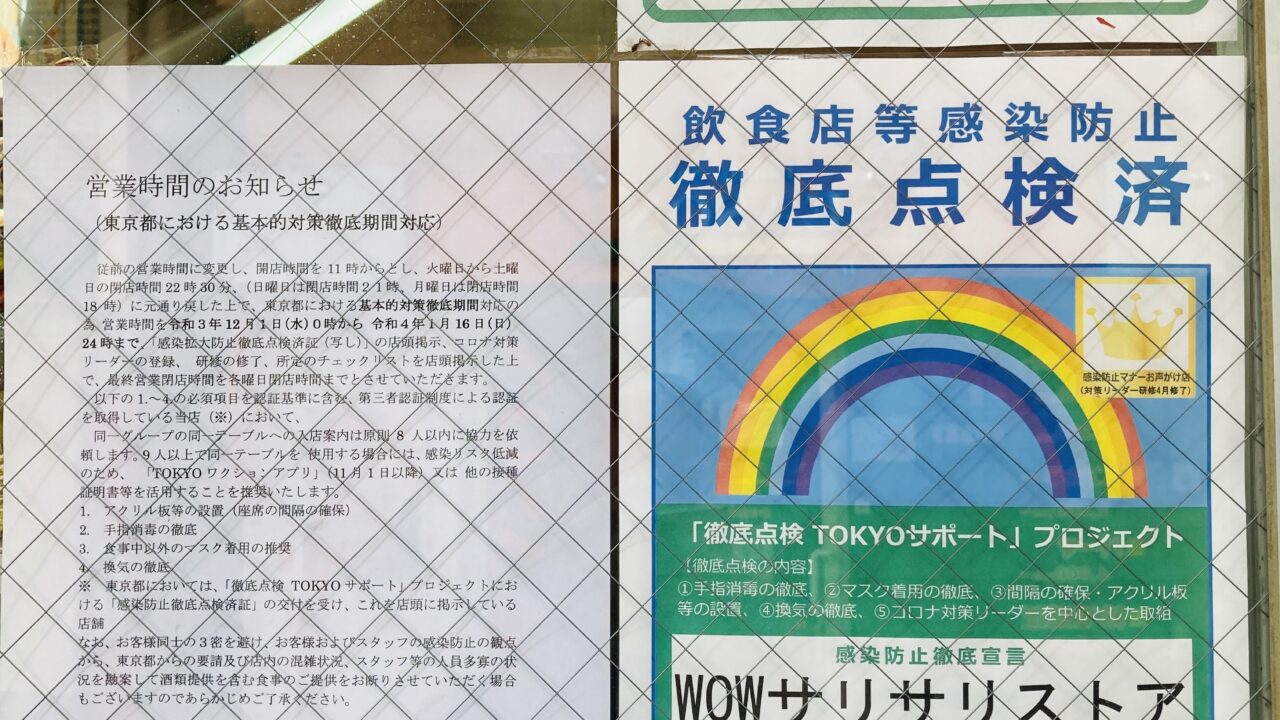 営業時間のお知らせ
（東京都における基本的対策徹底期間対応）
従前の営業時間に変更し、開店時間を 11 時からとし、火曜日から土曜
日の閉店時間 22 時 30 分、（日曜日は閉店時間２１時、月曜日は閉店時間
18 時）に元通り戻した上で、東京都における基本的対策徹底期間対応の
為 営業時間を令和３年 12 月１日(水)０時から 令和４年１月 16 日(日)
24 時まで、「感染拡大防止徹底点検済証（写し）」の店頭掲示、コロナ対策
リーダーの登録、 研修の修了、所定のチェックリストを店頭掲示した上
で、最終営業閉店時間を各曜日閉店時間までとさせていただきます。
以下の 1.～4.の必須項目を認証基準に含む、第三者認証制度による認証
を取得している当店（※）において、
同一グループの同一テーブルへの入店案内は原則 8 人以内に協力を依
頼します。9 人以上で同一テーブルを 使用する場合には、感染リスク低減
のため、 「TOKYO ワクションアプリ」(11 月 1 日以降) 又は 他の接種
証明書等を活用することを推奨いたします。
1. アクリル板等の設置（座席の間隔の確保）
2. 手指消毒の徹底
3. 食事中以外のマスク着用の推奨
4. 換気の徹底
※ 東京都においては、「徹底点検 TOKYO サポート」プロジェクトにお
ける「感染防止徹底点検済証」の交付を受け、これを店頭に掲示している
店舗
なお、お客様同士の３密を避け、お客様およびスタッフの感染防止の観点
から、東京都からの要請及び店内の混雑状況、スタッフ等の人員多寡の状
況を勘案して酒類提供を含む食事のご提供をお断りさせていただく場合
もございますのであらかじめご了承ください。
飲食店等感染防止
徹底点検済
感染防止マナーお声がけ店
(対策リーダー研修4月修了)
「徹底点検 TOKYOサポート」プロジェクト
【徹底点検の内容】
①手指消毒の徹底、②マスク着用の徹底、③間隔の確保・アクリル板
等の設置、④換気の徹底、⑤コロナ対策リーダーを中心とした取組
感染防止徹底宣言
WOWサリサリストア